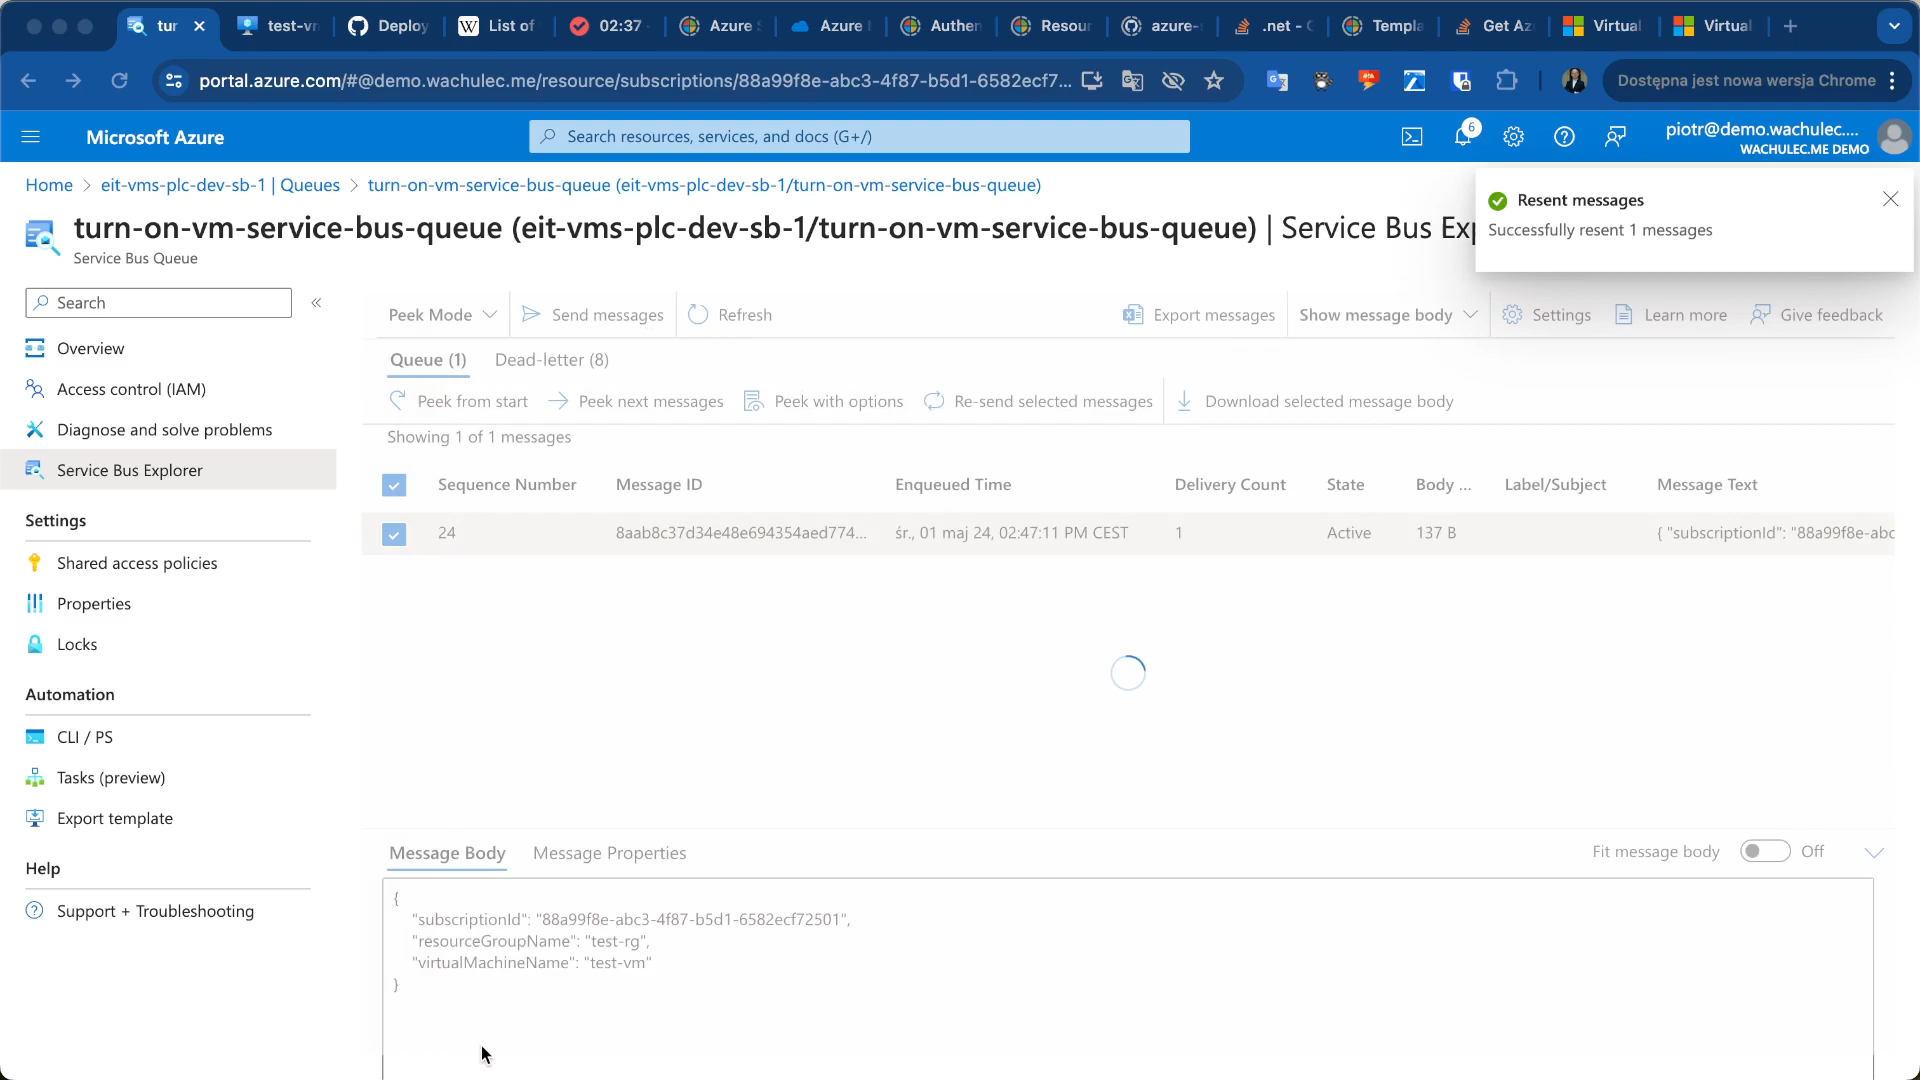 tur
test-vm
Deploy
List of
02:37
Azure S
Azure
Authen
Resour
azure-
.net - C
Templa
Get Az
Virtual
Virtual
portal.azure.com/#@demo.wachulec.me/resource/subscriptions/88a99f8e-abc3-4f87-b5d1-6582ecf7...
Dostępna jest nowa wersja Chrome
Microsoft Azure
Search resources, services, and docs (G+/)
6
piotr@demo.wachulec....
WACHULEC.ME DEMO
Home > eit-vms-plc-dev-sb-1 | Queues > turn-on-vm-service-bus-queue (eit-vms-plc-dev-sb-1/turn-on-vm-service-bus-queue)
turn-on-vm-service-bus-queue (eit-vms-plc-dev-sb-1/turn-on-vm-service-bus-queue) | Service Bus Exp
Service Bus Queue
Resent messages
Successfully resent 1 messages
Search
Overview
Access control (IAM)
Diagnose and solve problems
Service Bus Explorer
Settings
Shared access policies
Properties
Locks
Automation
CLI / PS
Tasks (preview)
Export template
Help
Support + Troubleshooting
Peek Mode
Send messages
Refresh
Export messages
Show message body
Settings
Learn more
Give feedback
Queue (1)
Dead-letter (8)
Peek from start
Peek next messages
Peek with options
Re-send selected messages
Download selected message body
Showing 1 of 1 messages
Sequence Number
Message ID
Enqueued Time
Delivery Count
State
Body ...
Label/Subject
Message Text
24
8aab8c37d34e48e694354aed774...
śr., 01 maj 24, 02:47:11 PM CEST
1
Active
137 B
{ "subscriptionId": "88a99f8e-abc
Message Body
Message Properties
Fit message body
Off
{
"subscriptionId": "88a99f8e-abc3-4f87-b5d1-6582ecf72501",
"resourceGroupName": "test-rg",
"virtualMachineName": "test-vm"
}